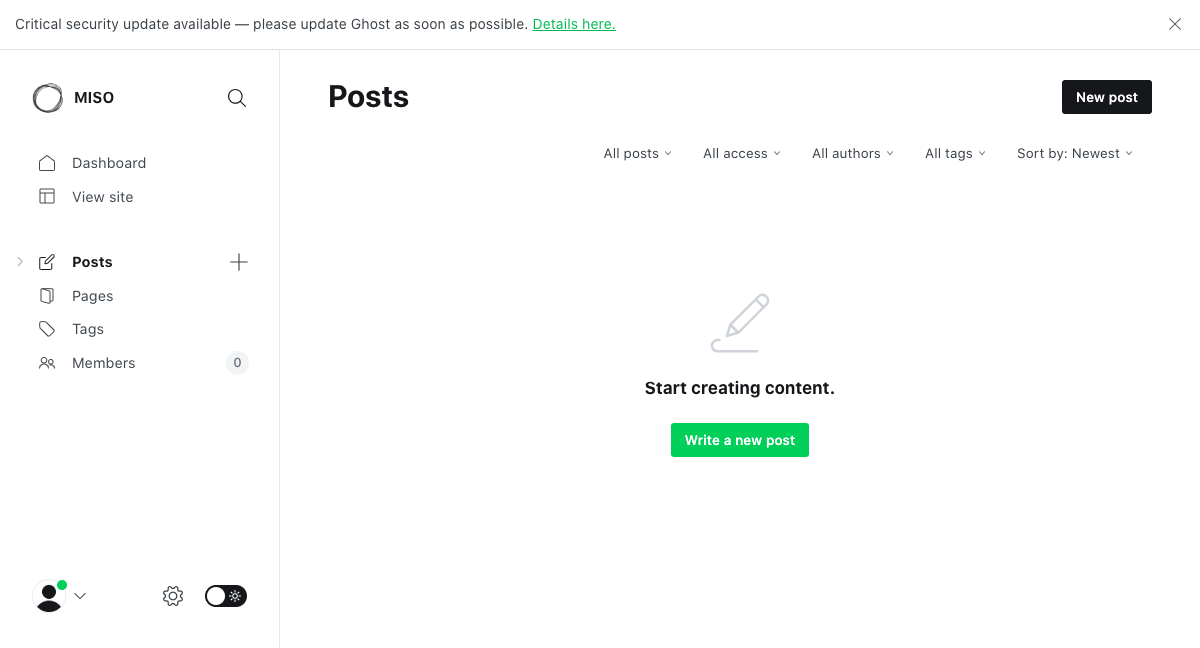 Critical security update available — please update Ghost as soon as possible. Details here.
MISO
Dashboard
View site
Posts
Pages
Tags
Members 0
Posts
New post
All posts All access All authors All tags Sort by: Newest
Start creating content.
Write a new post